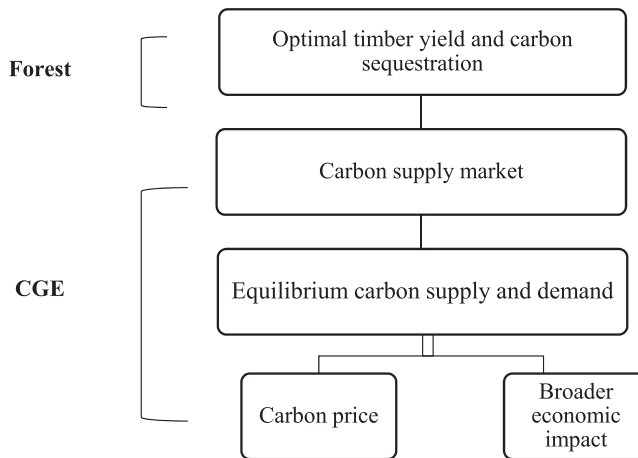 Forest
Optimal timber yield and carbon
sequestration
Carbon supply market
CGE
Equilibrium carbon supply and demand
Carbon price
Broader
economic
impact